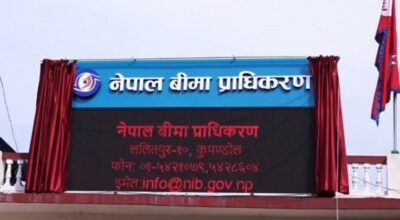 नेपाल बीमा प्राधिकरण
नेपाल बीमा प्राधिकरण
ललितपुर-१०, कुपण्डोल
फोन: ०१-५४२१०७९,५४२८६०४
इमेल:info@nib.gov.np